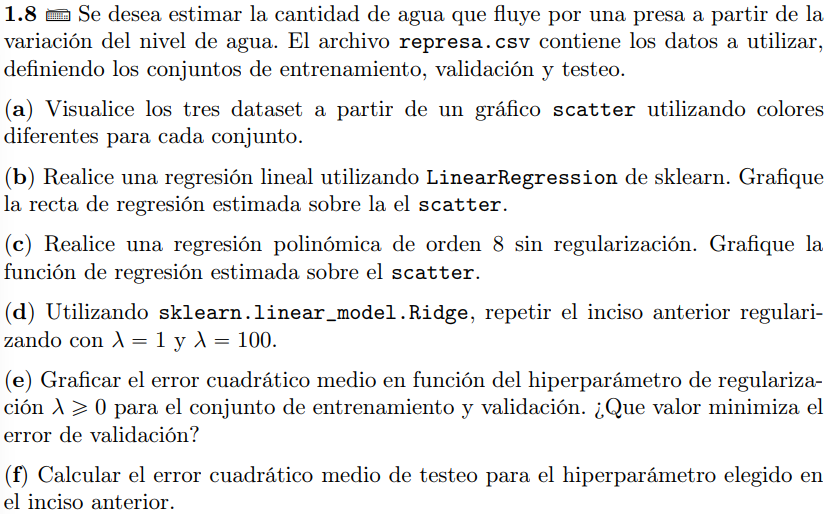 1.8 Se desea estimar la cantidad de agua que fluye por una presa a partir de la
variación del nivel de agua. El archivo represa.csv contiene los datos a utilizar,
definiendo los conjuntos de entrenamiento, validación y testeo.
(a) Visualice los tres dataset a partir de un gráfico scatter utilizando colores
diferentes para cada conjunto.
(b) Realice una regresión lineal utilizando LinearRegression de sklearn. Grafique
la recta de regresión estimada sobre la el scatter.
(c) Realice una regresión polinómica de orden 8 sin regularización. Grafique la
función de regresión estimada sobre el scatter.
(d) Utilizando sklearn.linear_model.Ridge, repetir el inciso anterior regulari-
zando con λ = 1 y λ = 100.
(e) Graficar el error cuadrático medio en función del hiperparámetro de regulariza-
ción λ ⩾ 0 para el conjunto de entrenamiento y validación. ¿Que valor minimiza el
error de validación?
(f) Calcular el error cuadrático medio de testeo para el hiperparámetro elegido en
el inciso anterior.